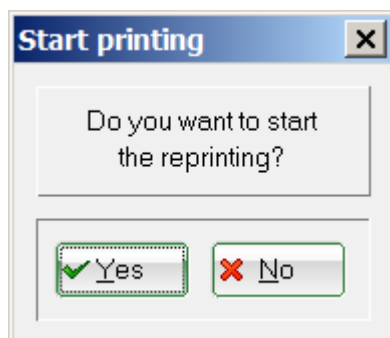 Start printing
Do you want to start
the reprinting?
Yes
No